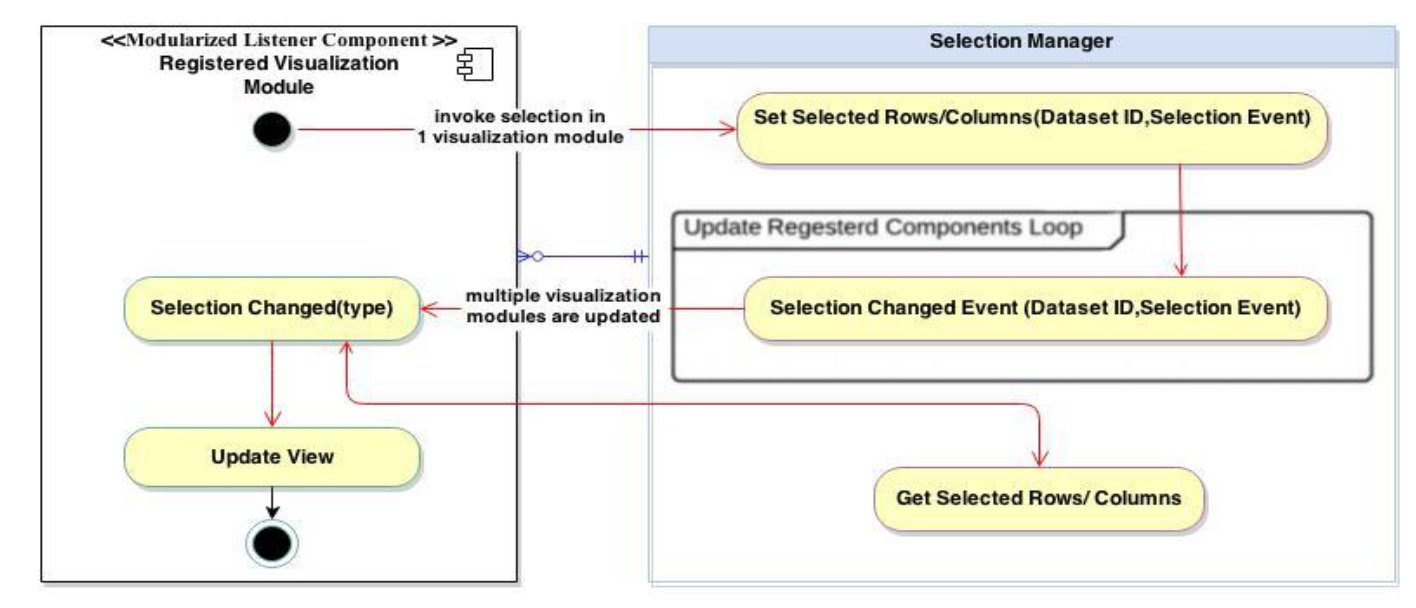 <<Modularized Listener Component >>
Registered Visualization
Module
Selection Manager
invoke selection in
1 visualization module
Set Selected Rows/Columns(Dataset ID,Selection Event)
Update Regesterd Components Loop
Selection Changed(type)
multiple visualization
modules are updated
Selection Changed Event (Dataset ID,Selection Event)
Update View
Get Selected Rows/ Columns